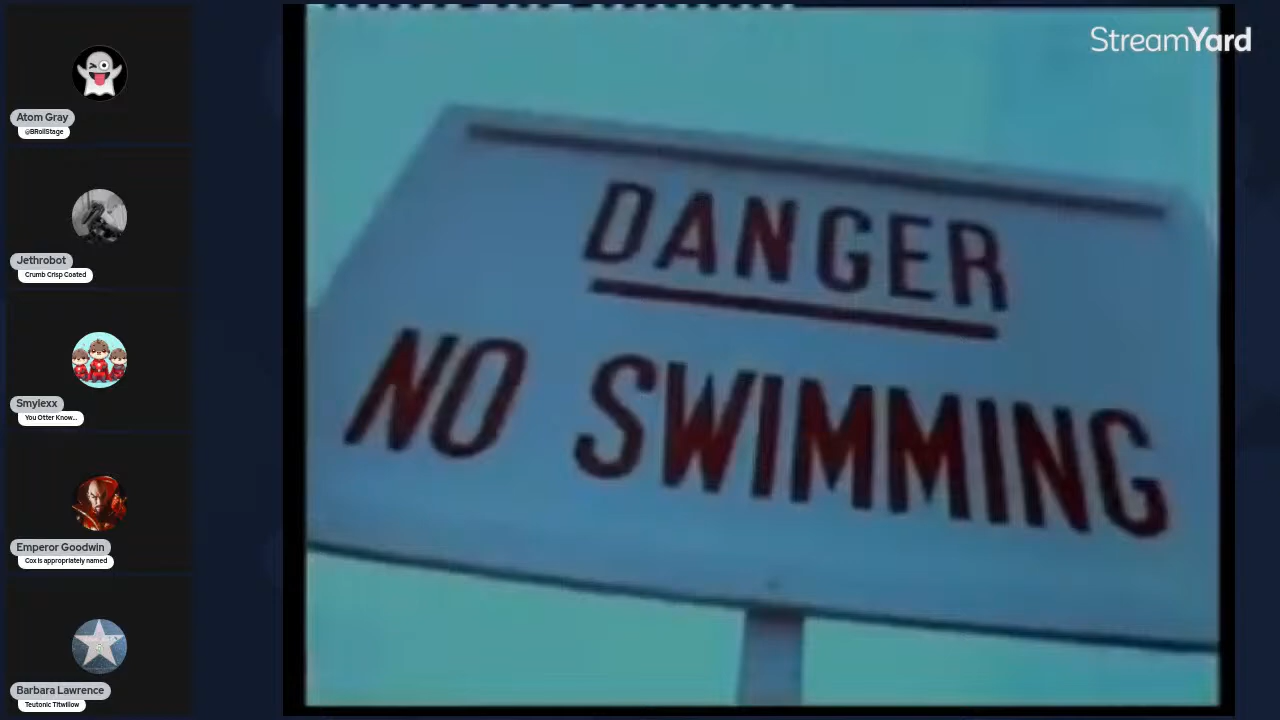 StreamYard
DANGER
NO SWIMMING
Atom Gray
@BRollStage
Jethrobot
Crumb Crisp Coated
Smylexx
You Otter Know...
Emperor Goodwin
Cox is appropriately named
Barbara Lawrence
Teutonic Titwillow